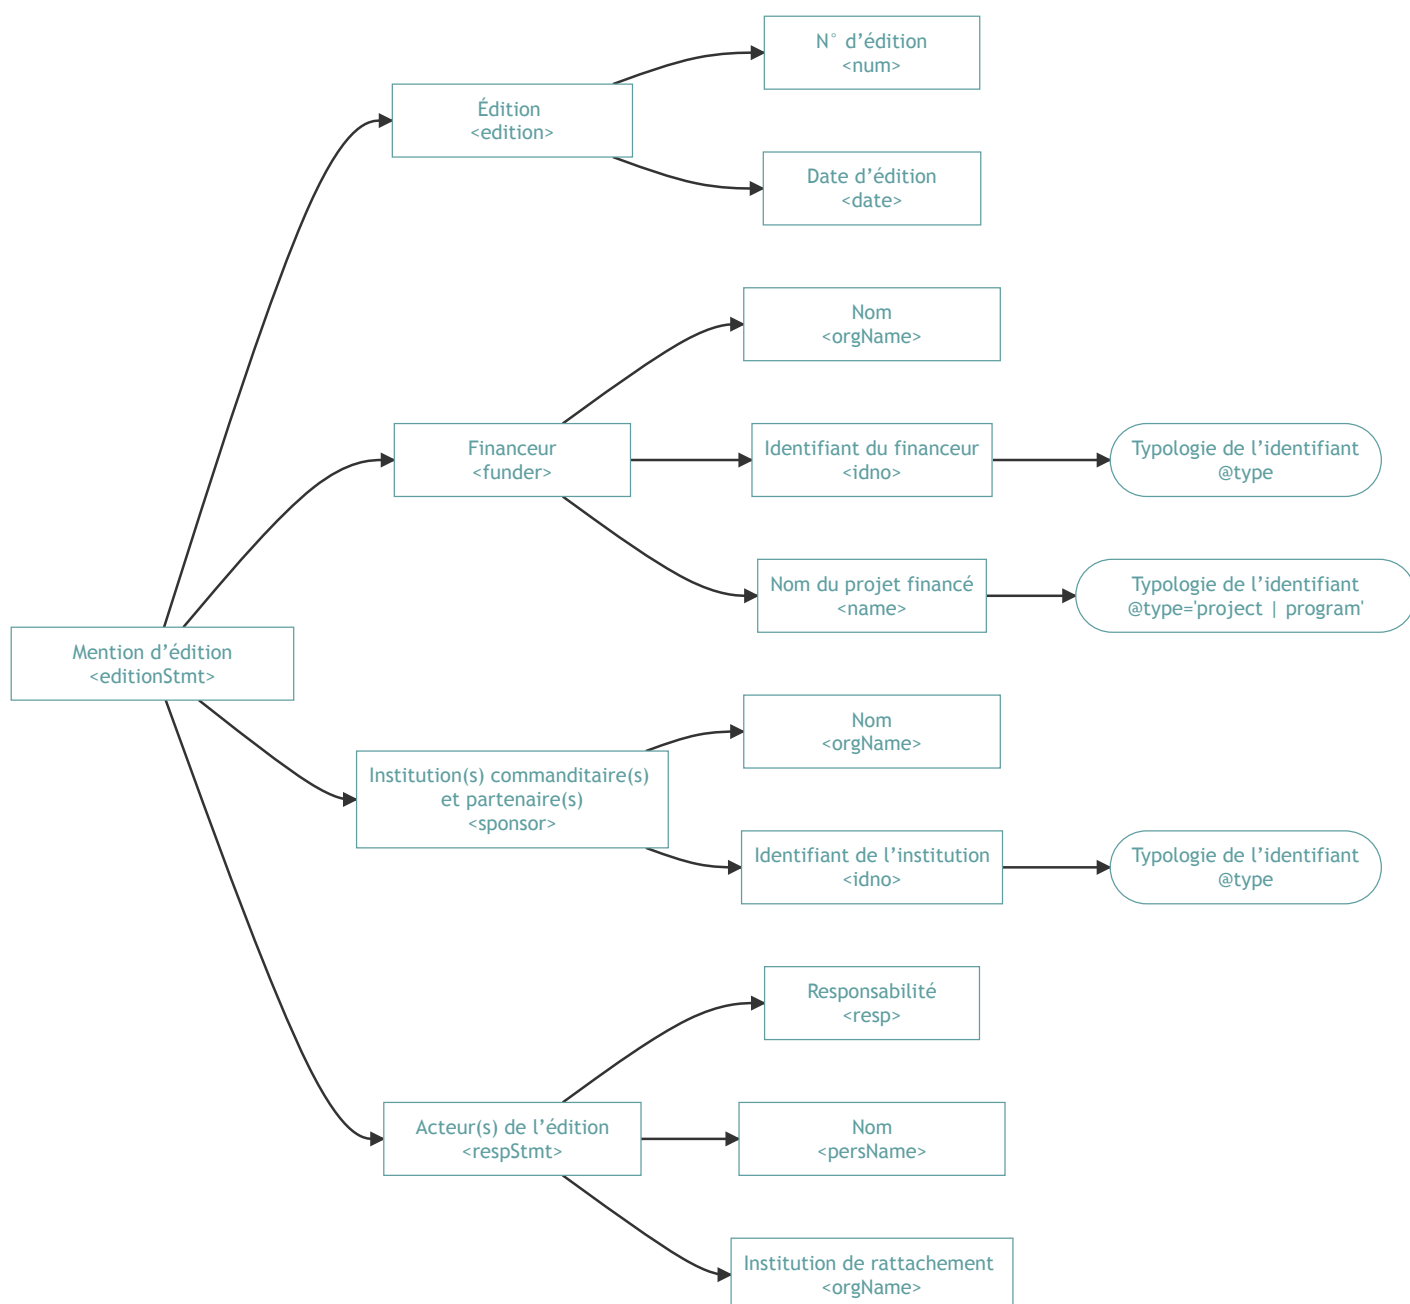 N° d’édition
<num>
Édition
<edition>
Date d’édition
<date>
Nom
<orgName>
Financeur
<funder>
Identifiant du financeur
<idno>
Typologie de l’identifiant
@type
Nom du projet financé
<name>
Typologie de l’identifiant
@type='project | program'
Mention d’édition
<editionStmt>
Nom
<orgName>
Institution(s) commanditaire(s)
et partenaire(s)
<sponsor>
Identifiant de l’institution
<idno>
Typologie de l’identifiant
@type
Responsabilité
<resp>
Acteur(s) de l’édition
<respStmt>
Nom
<persName>
Institution de rattachement
<orgName>